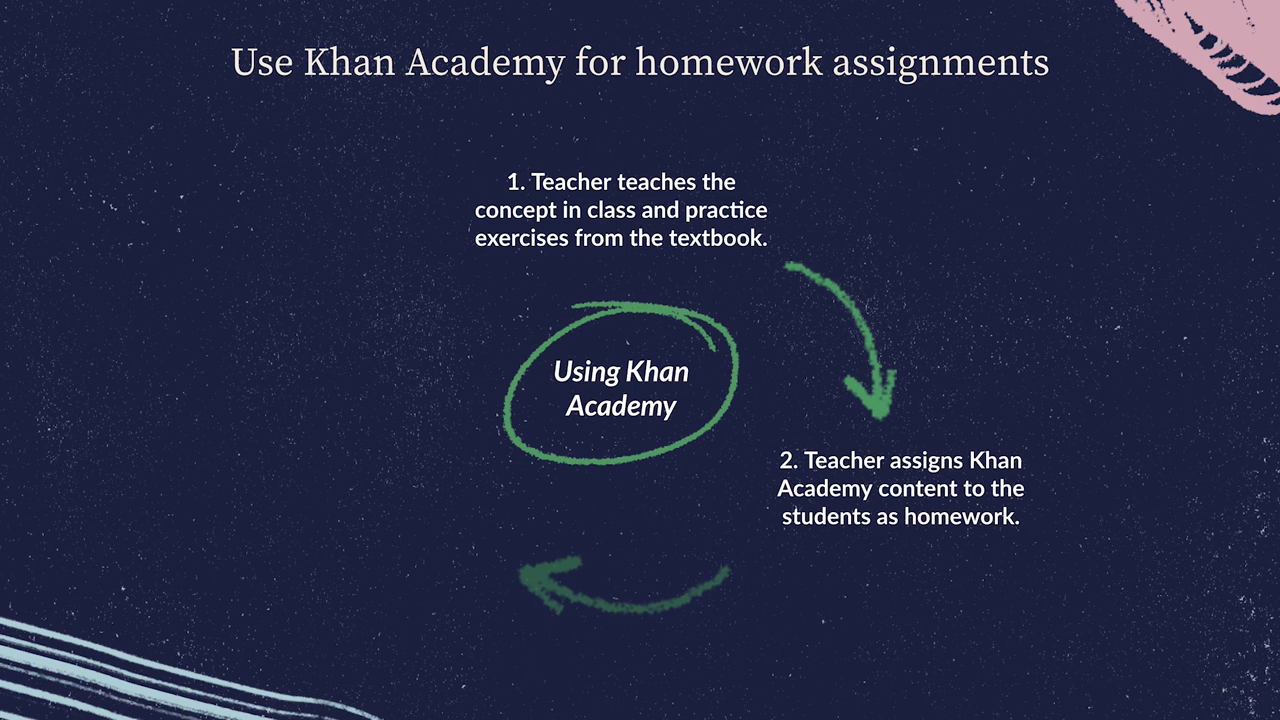 Use Khan Academy for homework assignments
1. Teacher teaches the
concept in class and practice
exercises from the textbook.
Using Khan
Academy
2. Teacher assigns Khan
Academy content to the
students as homework.